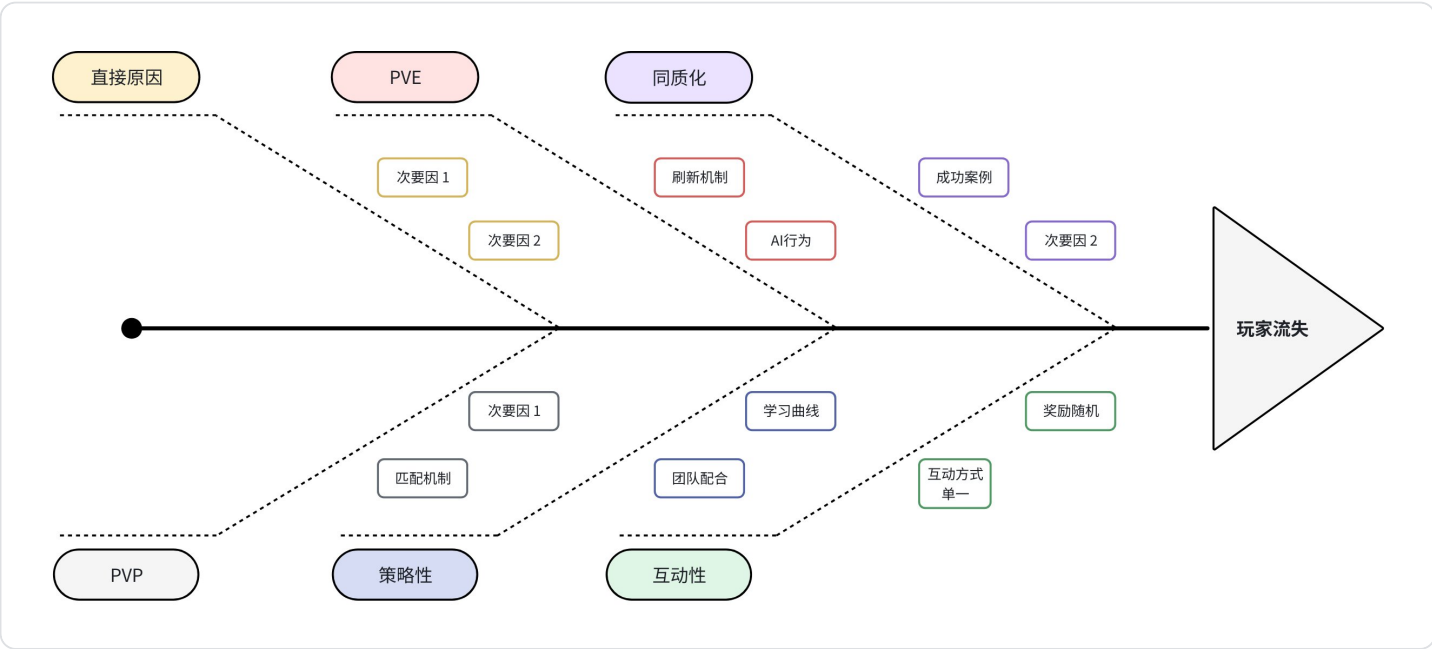 直接原因
PVE
同质化
次要因 1
刷新机制
成功案例
次要因 2
AI行为
次要因 2
玩家流失
次要因 1
学习曲线
奖励随机
匹配机制
团队配合
互动方式
单一
PVP
策略性
互动性